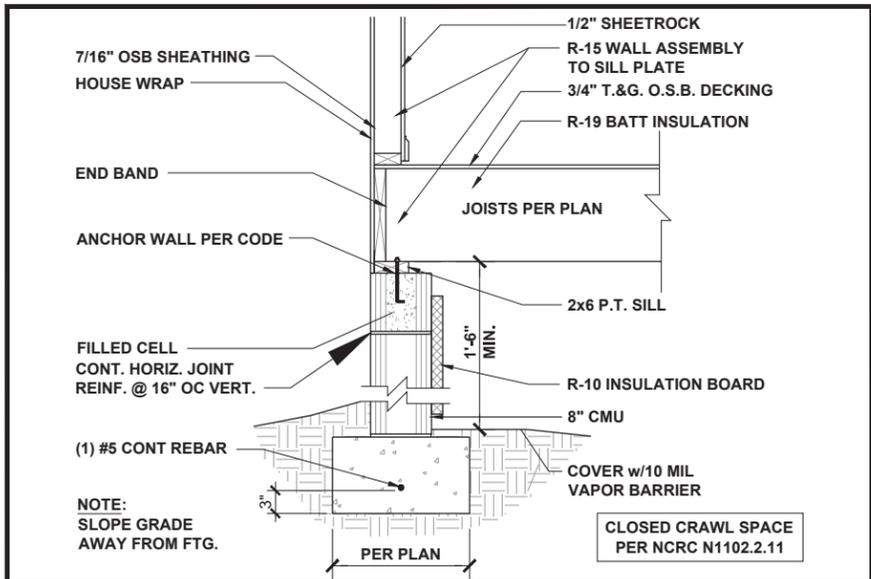 1/2" SHEETROCK
7/16" OSB SHEATHING
R-15 WALL ASSEMBLY
TO SILL PLATE
HOUSE WRAP
3/4" T.&G. O.S.B. DECKING
R-19 BATT INSULATION
END BAND
JOISTS PER PLAN
ANCHOR WALL PER CODE
2x6 P.T. SILL
1'-6"
MIN.
FILLED CELL
CONT. HORIZ. JOINT
REINF. @ 16" OC VERT.
R-10 INSULATION BOARD
8" CMU
(1) #5 CONT REBAR
COVER w/10 MIL
VAPOR BARRIER
3"
NOTE:
SLOPE GRADE
AWAY FROM FTG.
CLOSED CRAWL SPACE
PER NCRC N1102.2.11
PER PLAN